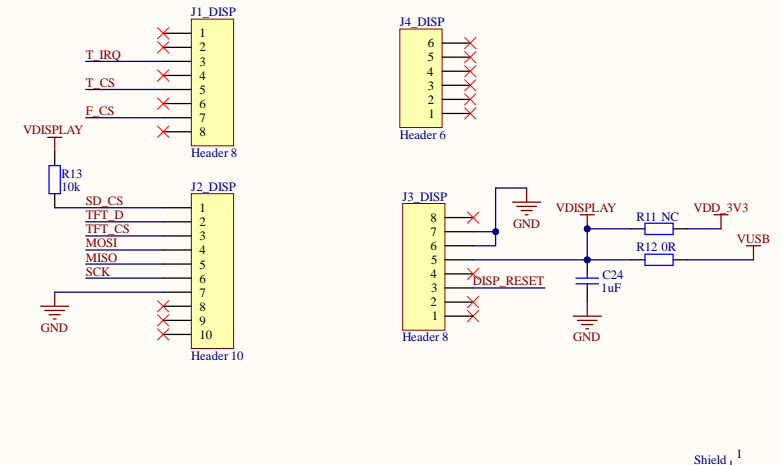 J1_DISP
1
2
T_IRQ 3
4
T_CS 5
6
F_CS 7
8
Header 8
J4_DISP
6
5
4
3
2
1
Header 6
VDISPLAY
R13
10k
J2_DISP
SD_CS 1
TFT_D 2
TFT_CS 3
MOSI 4
MISO 5
SCK 6
7
8
9
10
GND
Header 10
J3_DISP
8
7
6
5
4
3 DISP_RESET
2
1
Header 8
GND
VDISPLAY
R11 NC
VDD_3V3
R12 0R
VUSB
C24
1uF
GND
Shield 1